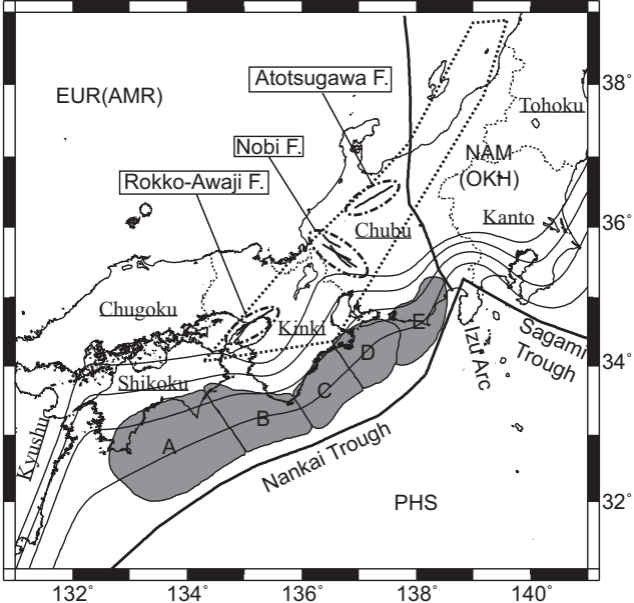 38°
Atotsugawa F.
EUR(AMR)
Tohoku
Nobi F.
NAM
(OKH)
Rokko-Awaji F.
Kanto
36°
Chubu
Chugoku
Kinki
E
D
Izu Arc
Sagami
Trough
34°
Shikoku
C
B
A
Kyushu
Nankai Trough
PHS
32°
132°
134°
136°
138°
140°